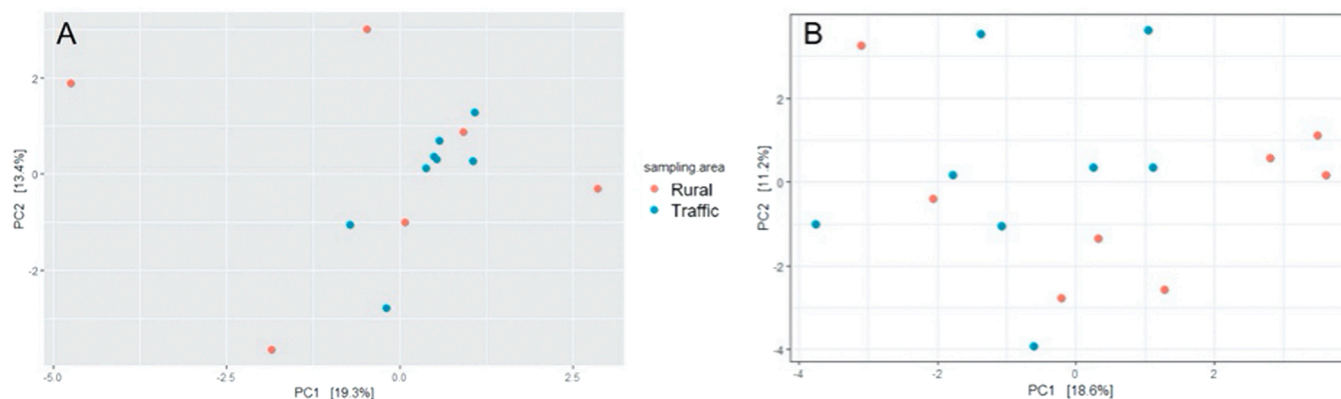 A
2
0
-2
PC2 [13.4%]
-5.0
-2.5
0.0
2.5
PC1 [19.3%]
sampling.area
Rural
Traffic
B
2
0
-2
-4
PC2 [11.2%]
-4
-2
0
2
PC1 [18.6%]